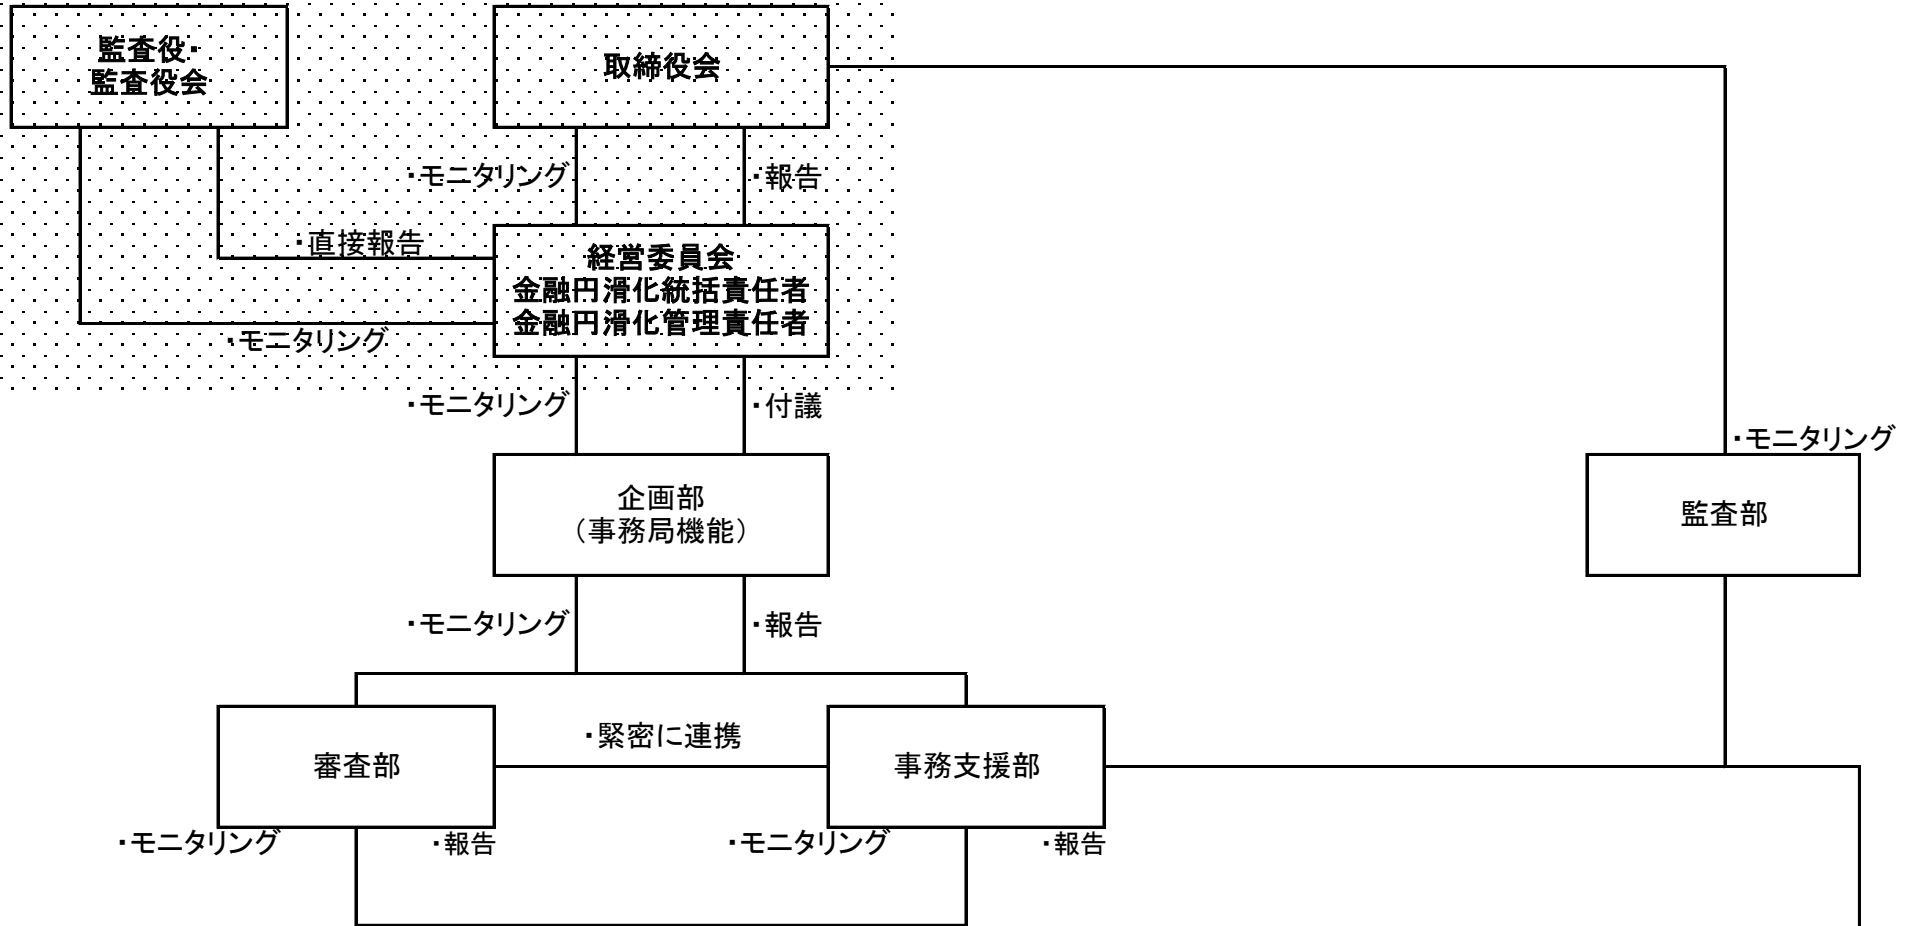 監査役・
監査役会
取締役会
・モニタリング
・報告
・直接報告
経営委員会
金融円滑化統括責任者
金融円滑化管理責任者
・モニタリング
・モニタリング
・付議
・モニタリング
企画部
（事務局機能）
監査部
・モニタリング
・報告
・緊密に連携
審査部
事務支援部
・モニタリング
・報告
・モニタリング
・報告